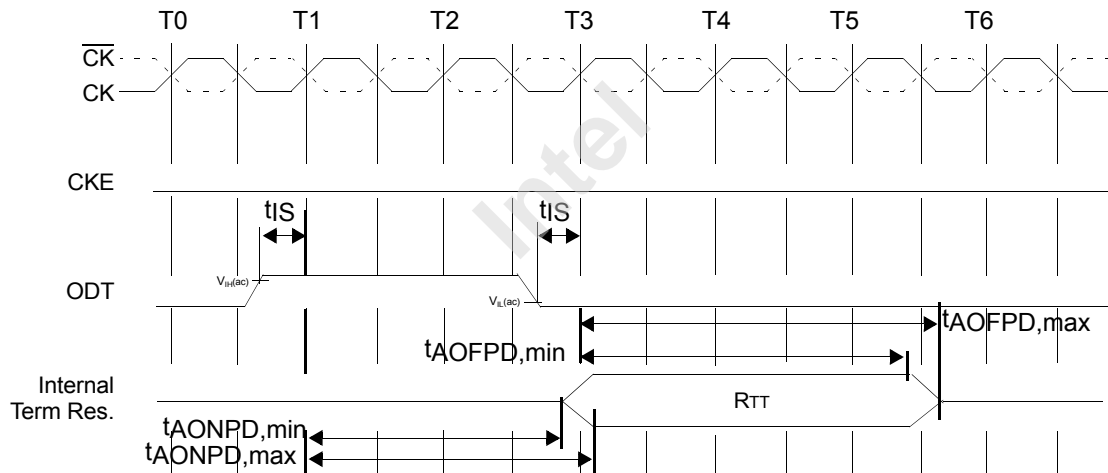 T0 T1 T2 T3 T4 T5 T6
CK
CK
CKE
tIS tIS
VIH(ac)
ODT
VIL(ac)
tAOFPD,max
tAOFPD,min
Internal
Term Res.
RTT
tAONPD,min
tAONPD,max
Intel